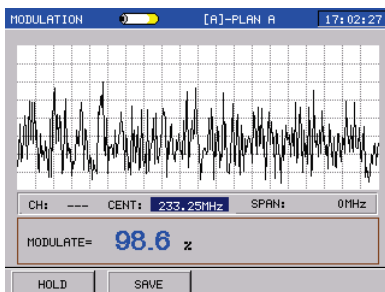 MODULATION [A]-PLAN A 17:02:27
CH: --- CENT: 233.25MHz SPAN: 0MHz
MODULATE= 98.6 %
HOLD SAVE